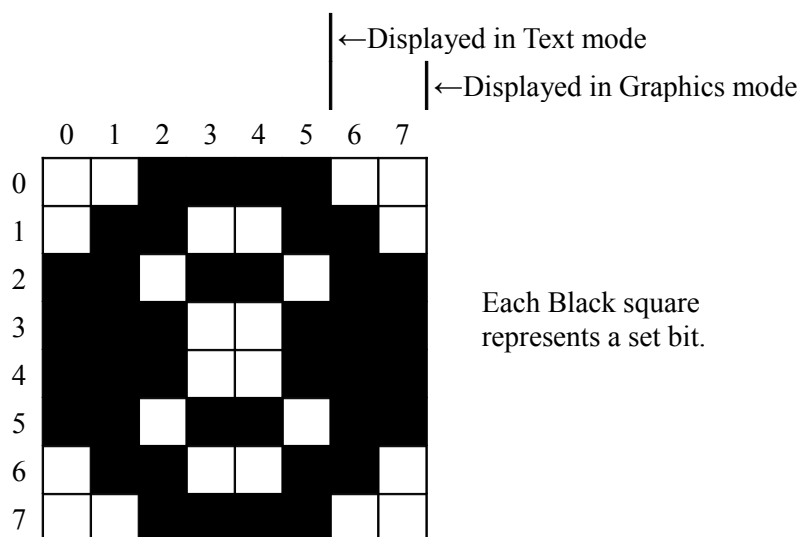 ←Displayed in Text mode
←Displayed in Graphics mode
0 1 2 3 4 5 6 7
0
1
2
Each Black square
3
represents a set bit.
4
5
6
7